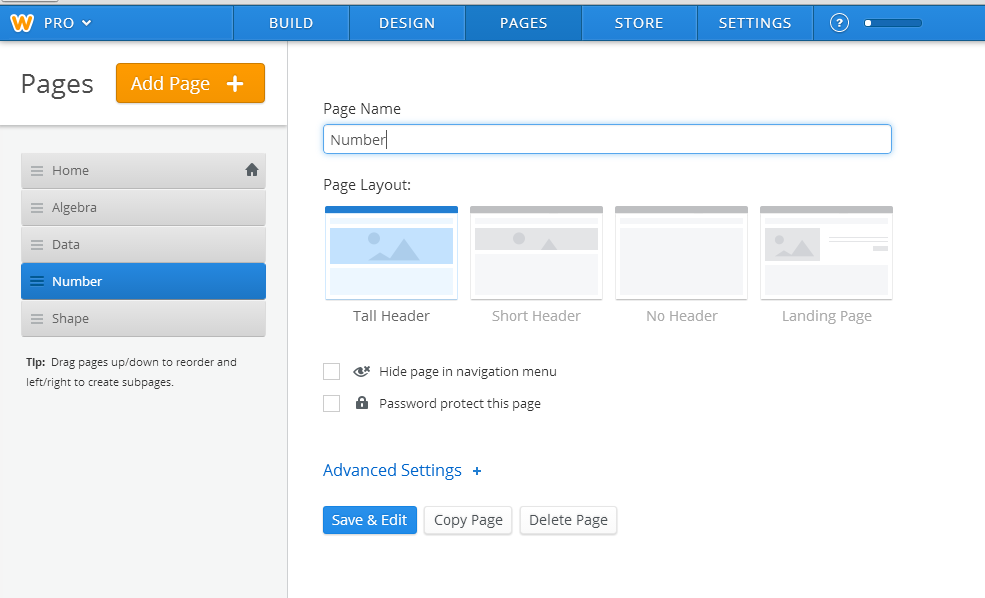 W PRO BUILD DESIGN PAGES STORE SETTINGS ?
Pages
Add Page +
Home
Algebra
Data
Number
Shape
Tip: Drag pages up/down to reorder and
left/right to create subpages.
Page Name
Number
Page Layout:
Tall Header Short Header No Header Landing Page
Hide page in navigation menu
Password protect this page
Advanced Settings +
Save & Edit Copy Page Delete Page